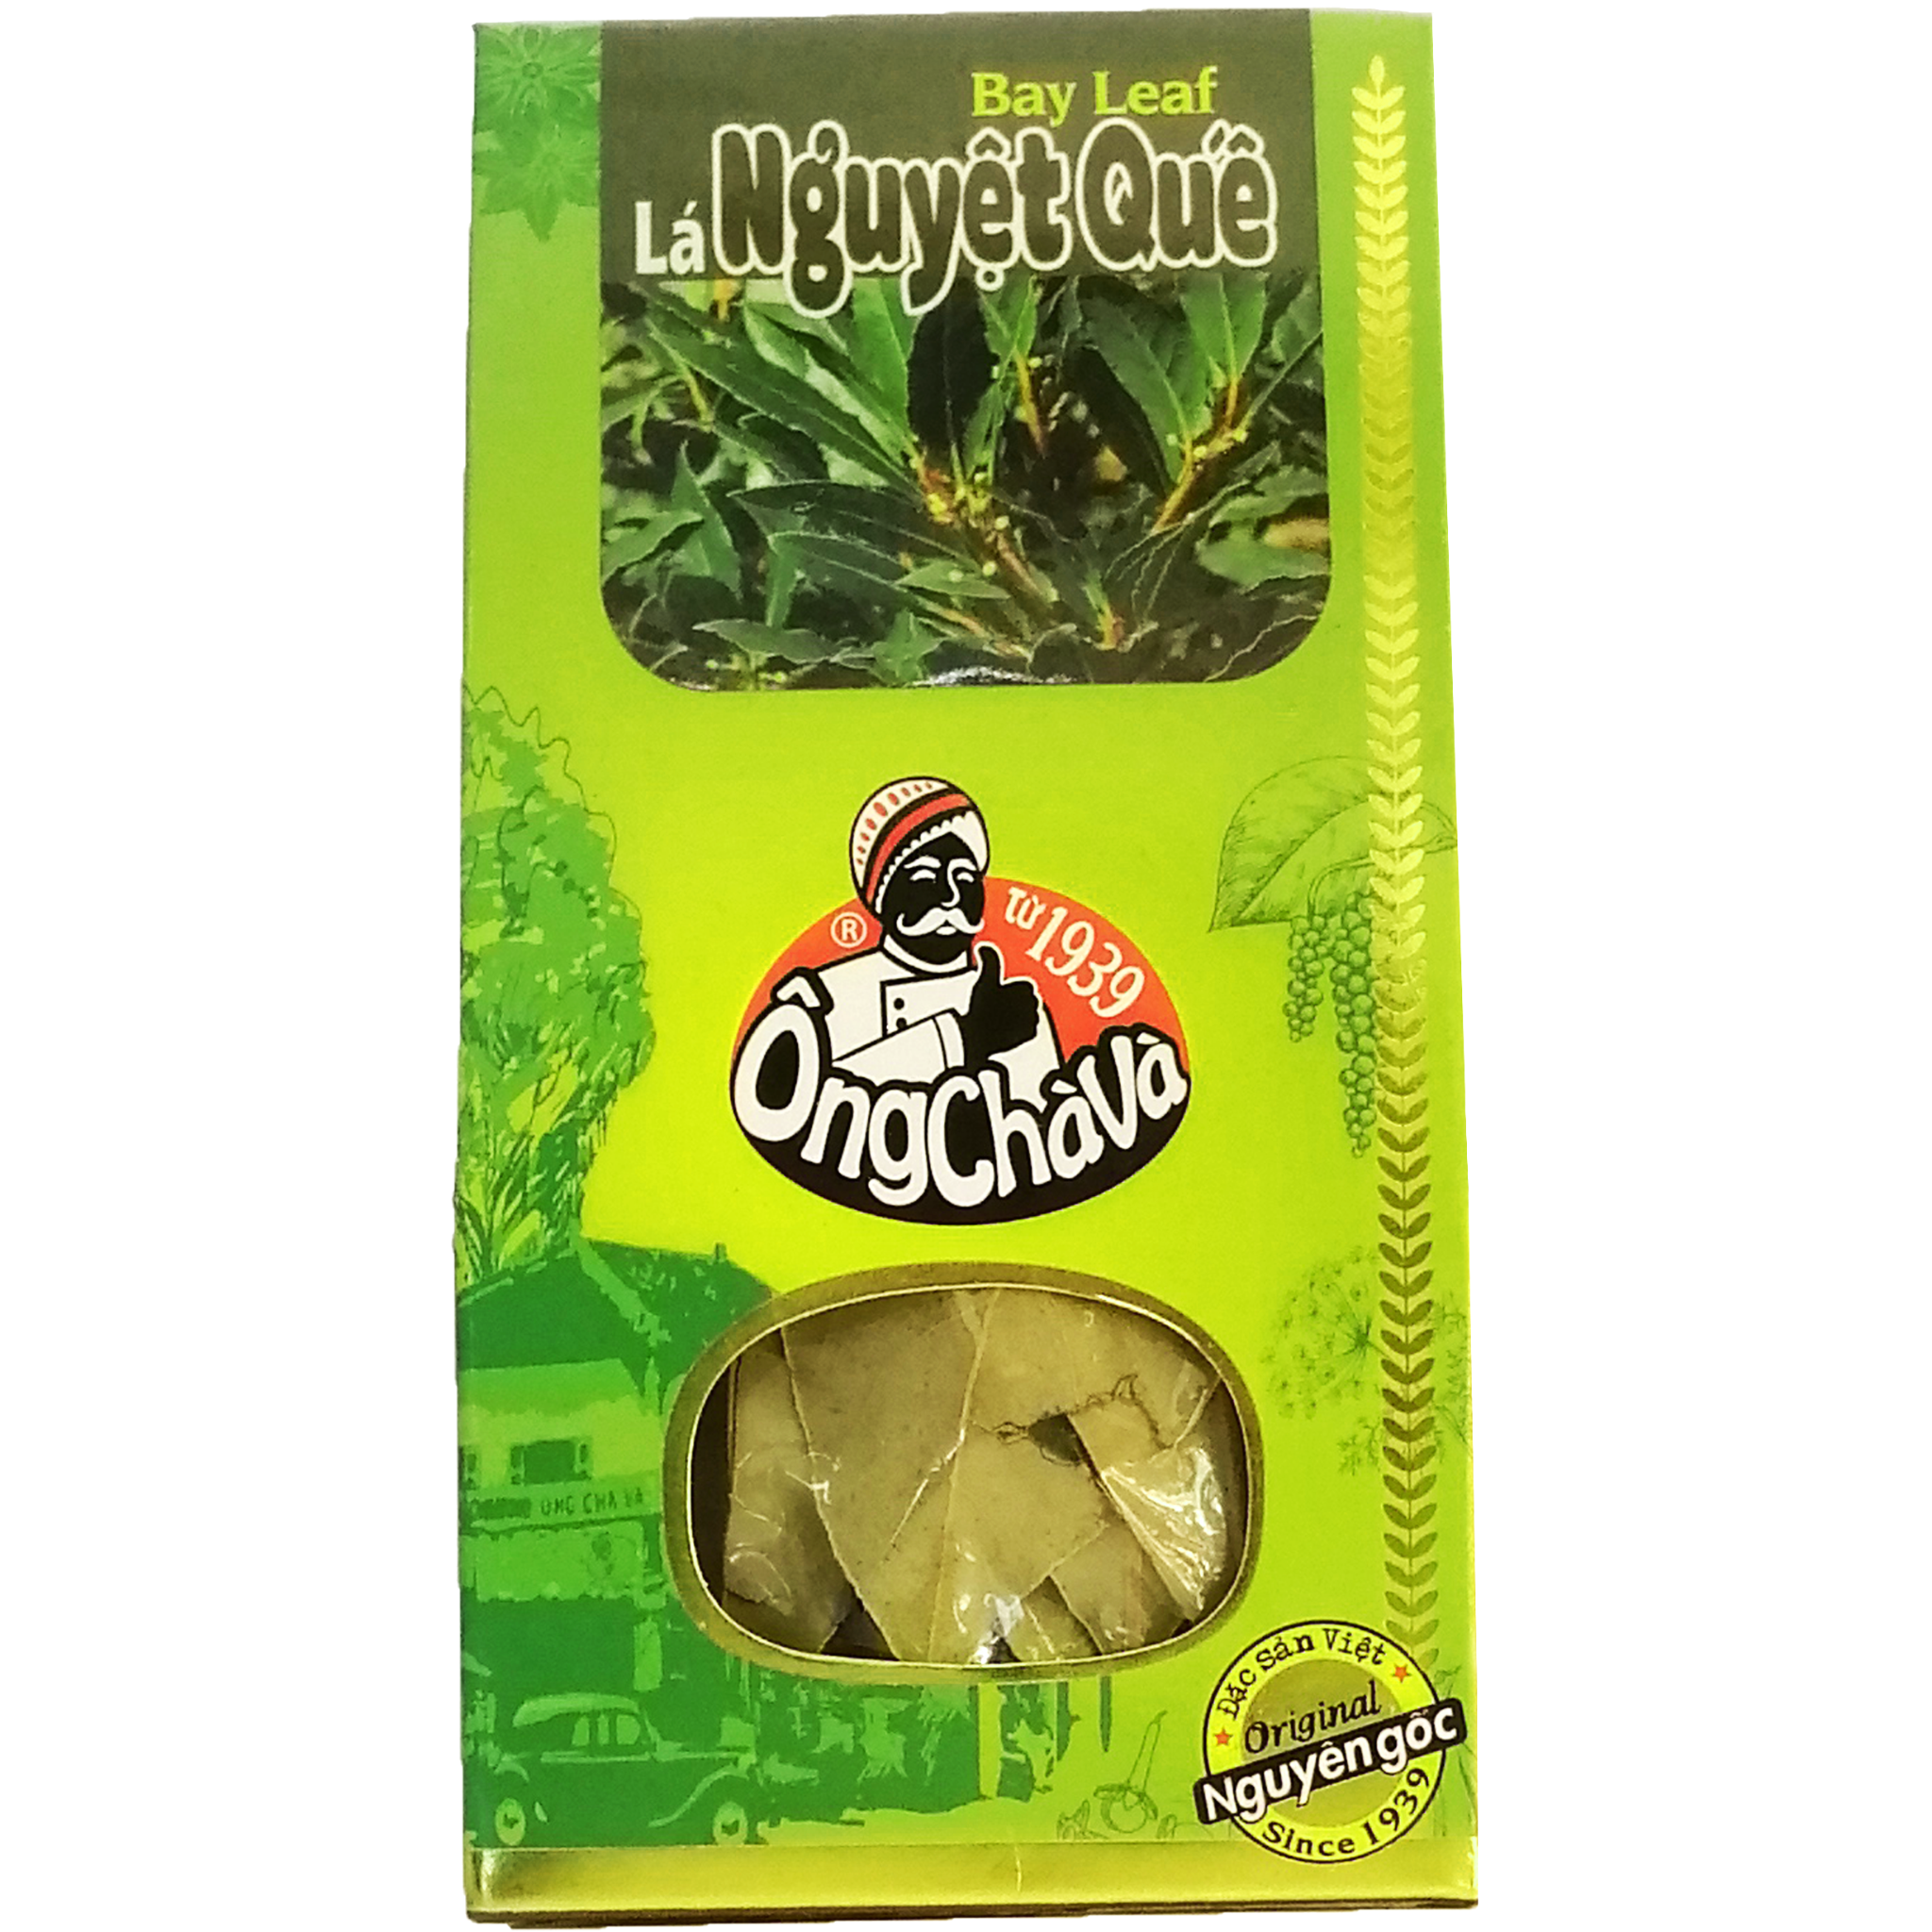 Bay Leaf
Lá Nguyệt Quế
®
Từ 1939
ÔngChàVà
ONG CHA VA
Đặc Sản Việt
Original
Nguyên gốc
Since 1939